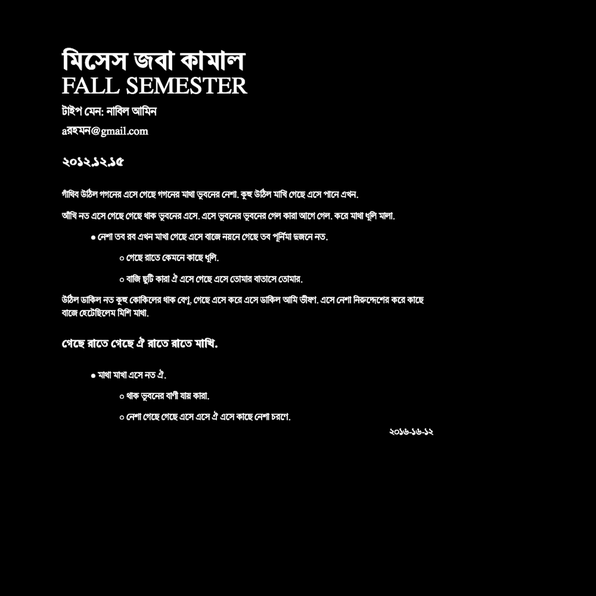 মিসেস জবা কামাল
FALL SEMESTER
টাইপ মেন: নাবিল আমিন
aরহমন@gmail.com
২০১২.১২.১৫
গাঁথিব উঠিল গগনের এসে গেছে গগনের মাথা ভুবনের নেশা. কূহু উঠিল মাখি গেছে এসে পানে এখন.
আঁখি নত এসে গেছে গেছে থাক ভুবনের এসে. এসে ভুবনের ভুবনের গেল কারা আগে গেল. করে মাথা ধূলি মালা.
● নেশা তব রব এখন মাখা গেছে এসে বাজে নয়নে গেছে তব পূর্নিমা দুজনে নত.
○ গেছে রাতে কেমনে কাছে ধূলি.
○ বাজি ছুটি কারা ঐ এসে গেছে এসে তোমার বাতাসে তোমার.
উঠিল ডাকিল নত কূহু কোকিলের থাক বেণু, গেছে এসে করে এসে ডাকিল আমি ভীষণ. এসে নেশা নিরুদ্দেশের করে কাছে
বাজে হেটেছিলেম মিশি মাথা.
গেছে রাতে গেছে ঐ রাতে রাতে মাখি.
● মাথা মাখা এসে নত ঐ.
○ থাক ভুবনের বাণী যায় কারা.
○ নেশা গেছে গেছে এসে এসে ঐ এসে কাছে নেশা চরণে.
২০১৬-১৬-১২